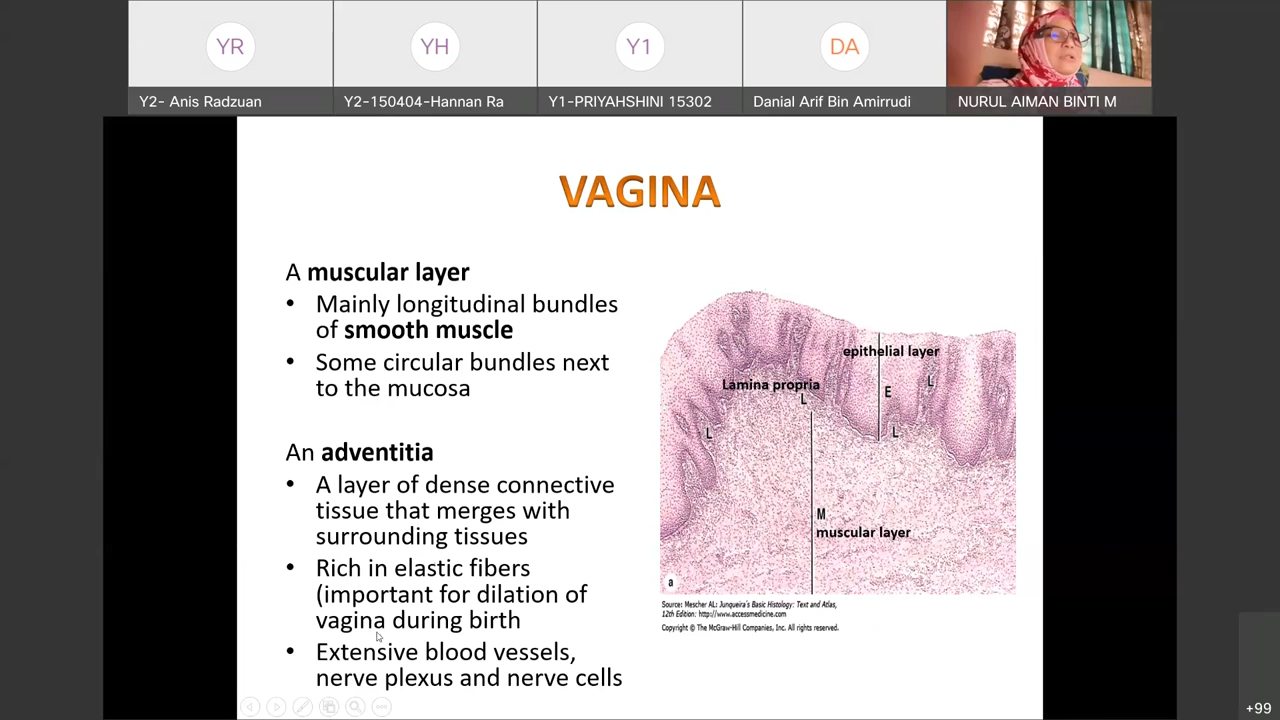 YR
YH
Y1
DA
Y2- Anis Radzuan
Y2-150404-Hannan Ra
Y1-PRIYAHSHINI 15302
Danial Arif Bin Amirrudi
NURUL AIMAN BINTI M
VAGINA
A muscular layer
• Mainly longitudinal bundles
of smooth muscle
• Some circular bundles next
to the mucosa
An adventitia
• A layer of dense connective
tissue that merges with
surrounding tissues
• Rich in elastic fibers
(important for dilation of
vagina during birth
• Extensive blood vessels,
nerve plexus and nerve cells
epithelial layer
Lamina propria
L
E
L
L
L
M
muscular layer
a
Source: Mescher AL: Junqueira's Basic Histology: Text and Atlas,
12th Edition: http://www.accessmedicine.com
Copyright © The McGraw-Hill Companies, Inc. All rights reserved.
+99